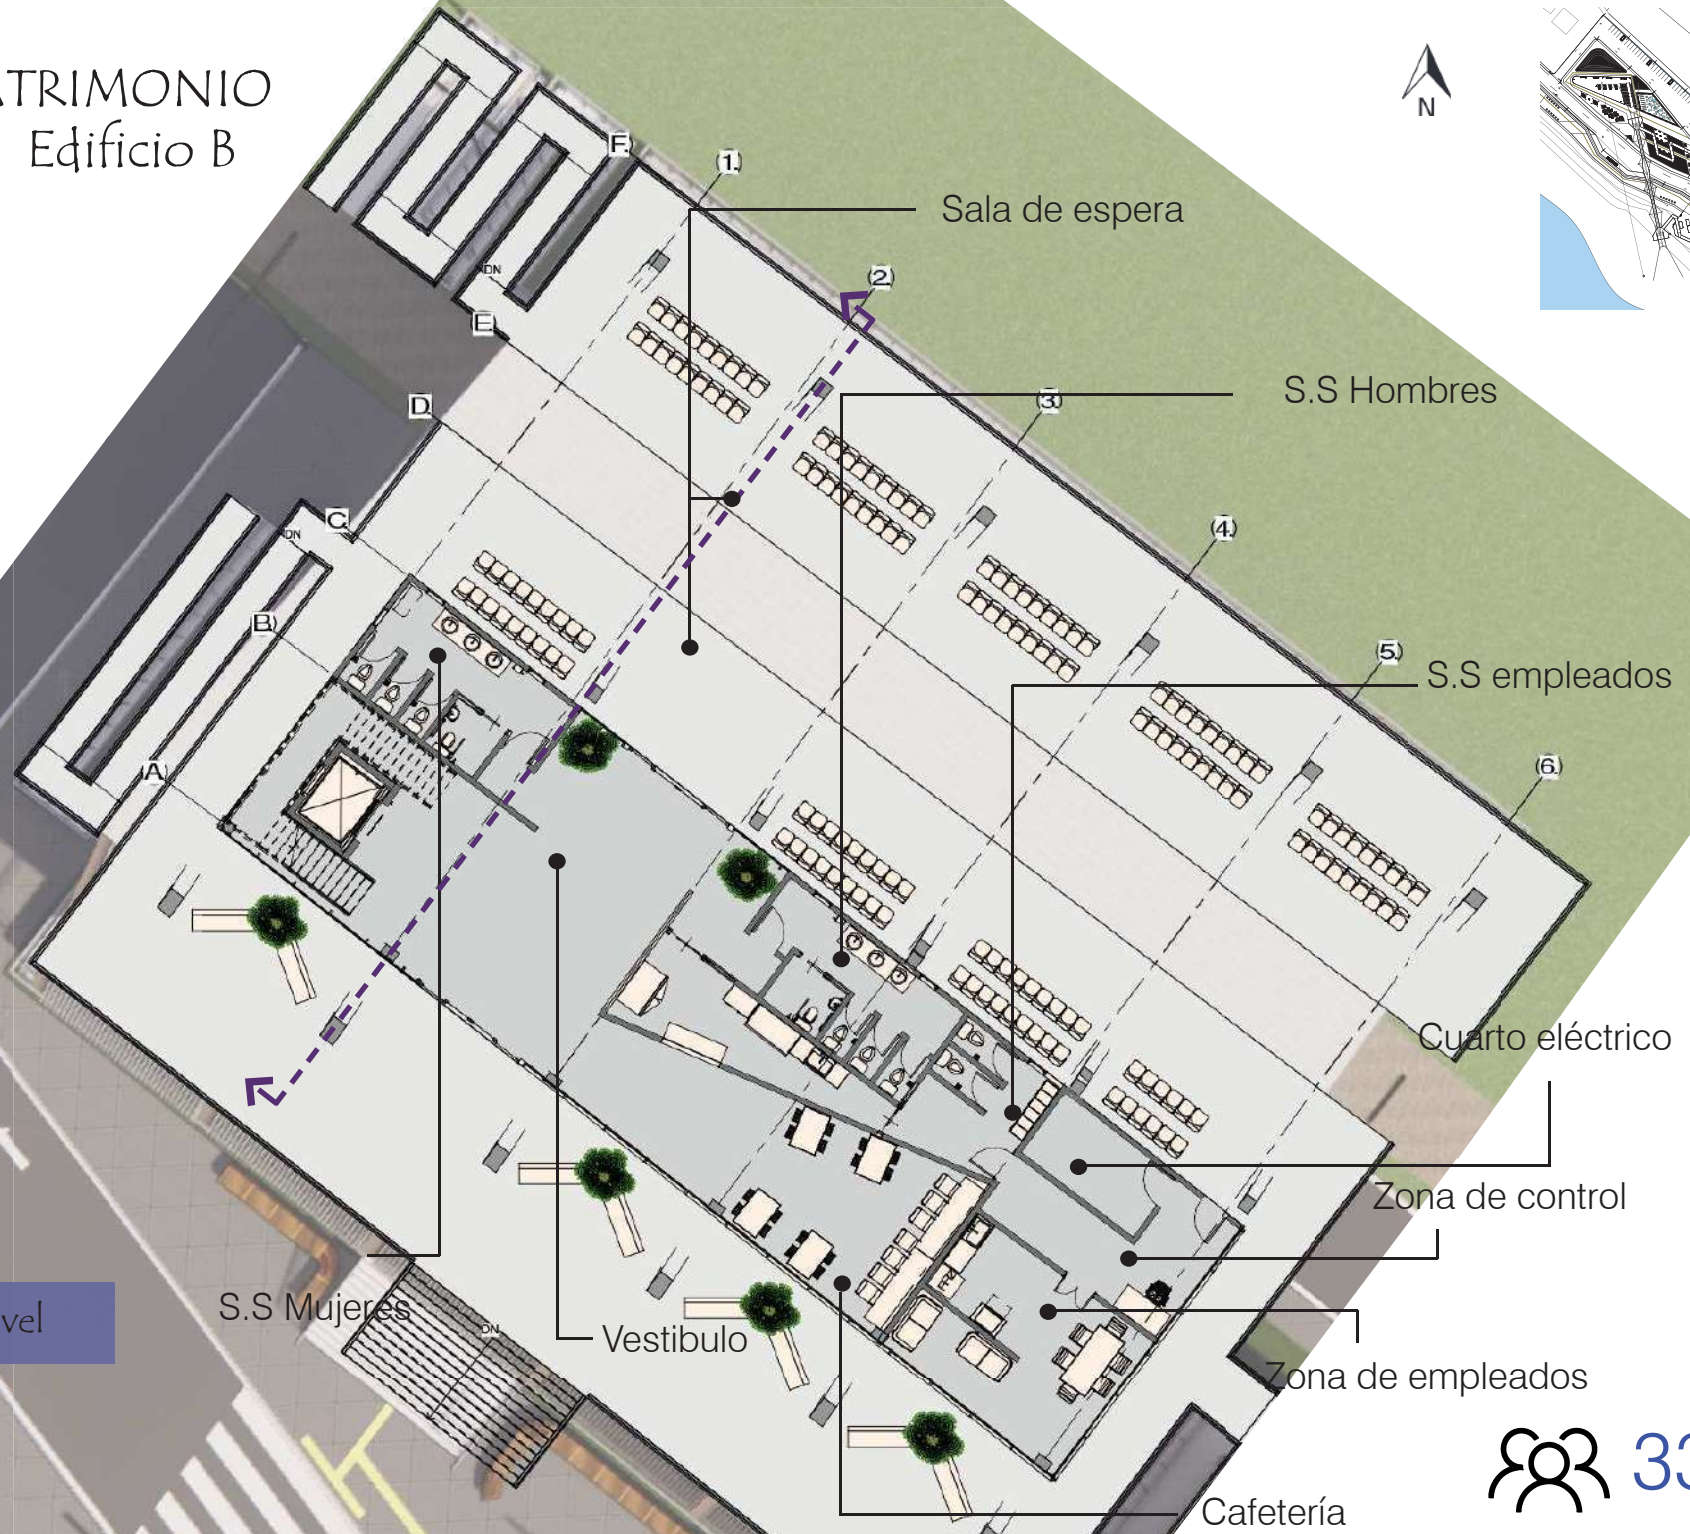 ATRIMONIO
Edificio B
N
F.
1.
Sala de espera
DN
2.
E.
S.S Hombres
3.
D.
C.
DN
4.
B.
5.
S.S empleados
A.
6.
Cuarto eléctrico
Zona de control
S.S Mujeres
vel
DN
Vestibulo
Zona de empleados
33
Cafetería